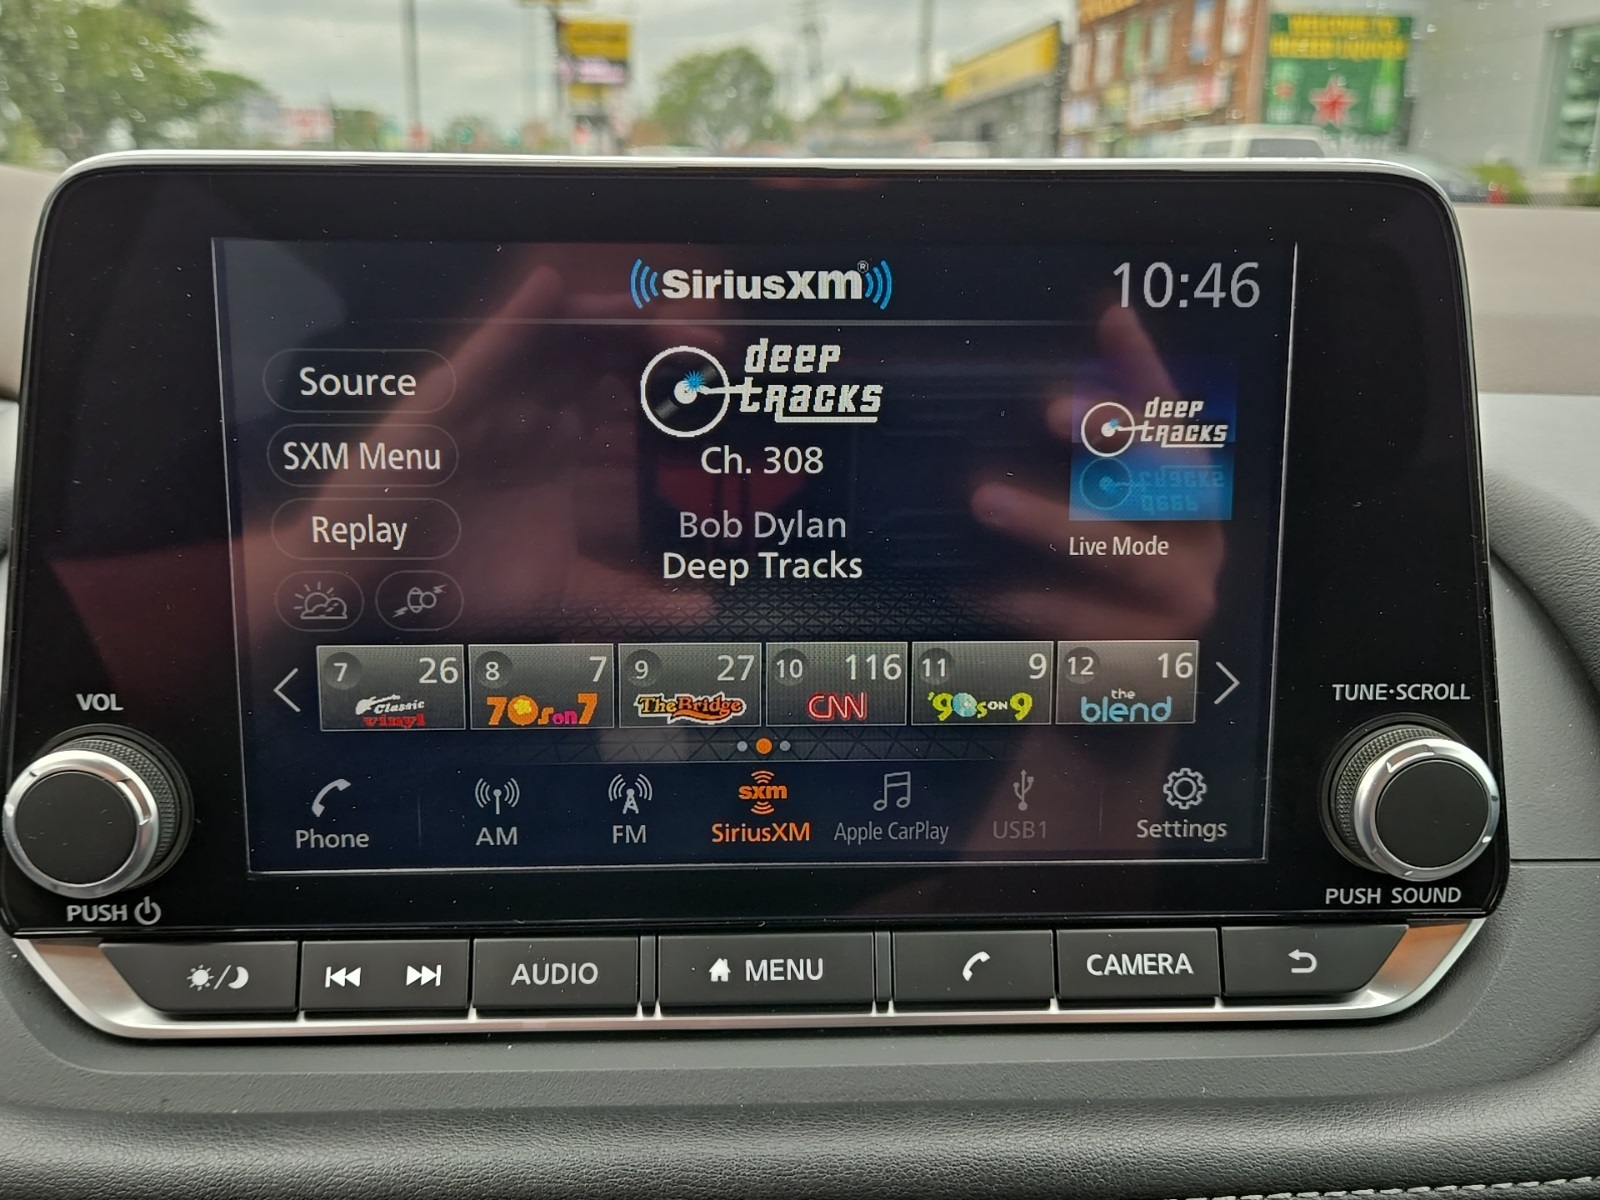 WELCOME TO
SiriusXM®
10:46
Source
SXM Menu
Replay
deep
tracks
Ch. 308
Bob Dylan
Deep Tracks
deep
tracks
Live Mode
7 26
Classic
vinyl
8 7
70s on 7
9 27
The Bridge
10 116
CNN
11 9
'90s ON 9
12 16
the
blend
Phone
AM
FM
sxm
SiriusXM
Apple CarPlay
USB1
Settings
VOL
PUSH
TUNE•SCROLL
PUSH SOUND
AUDIO
MENU
CAMERA